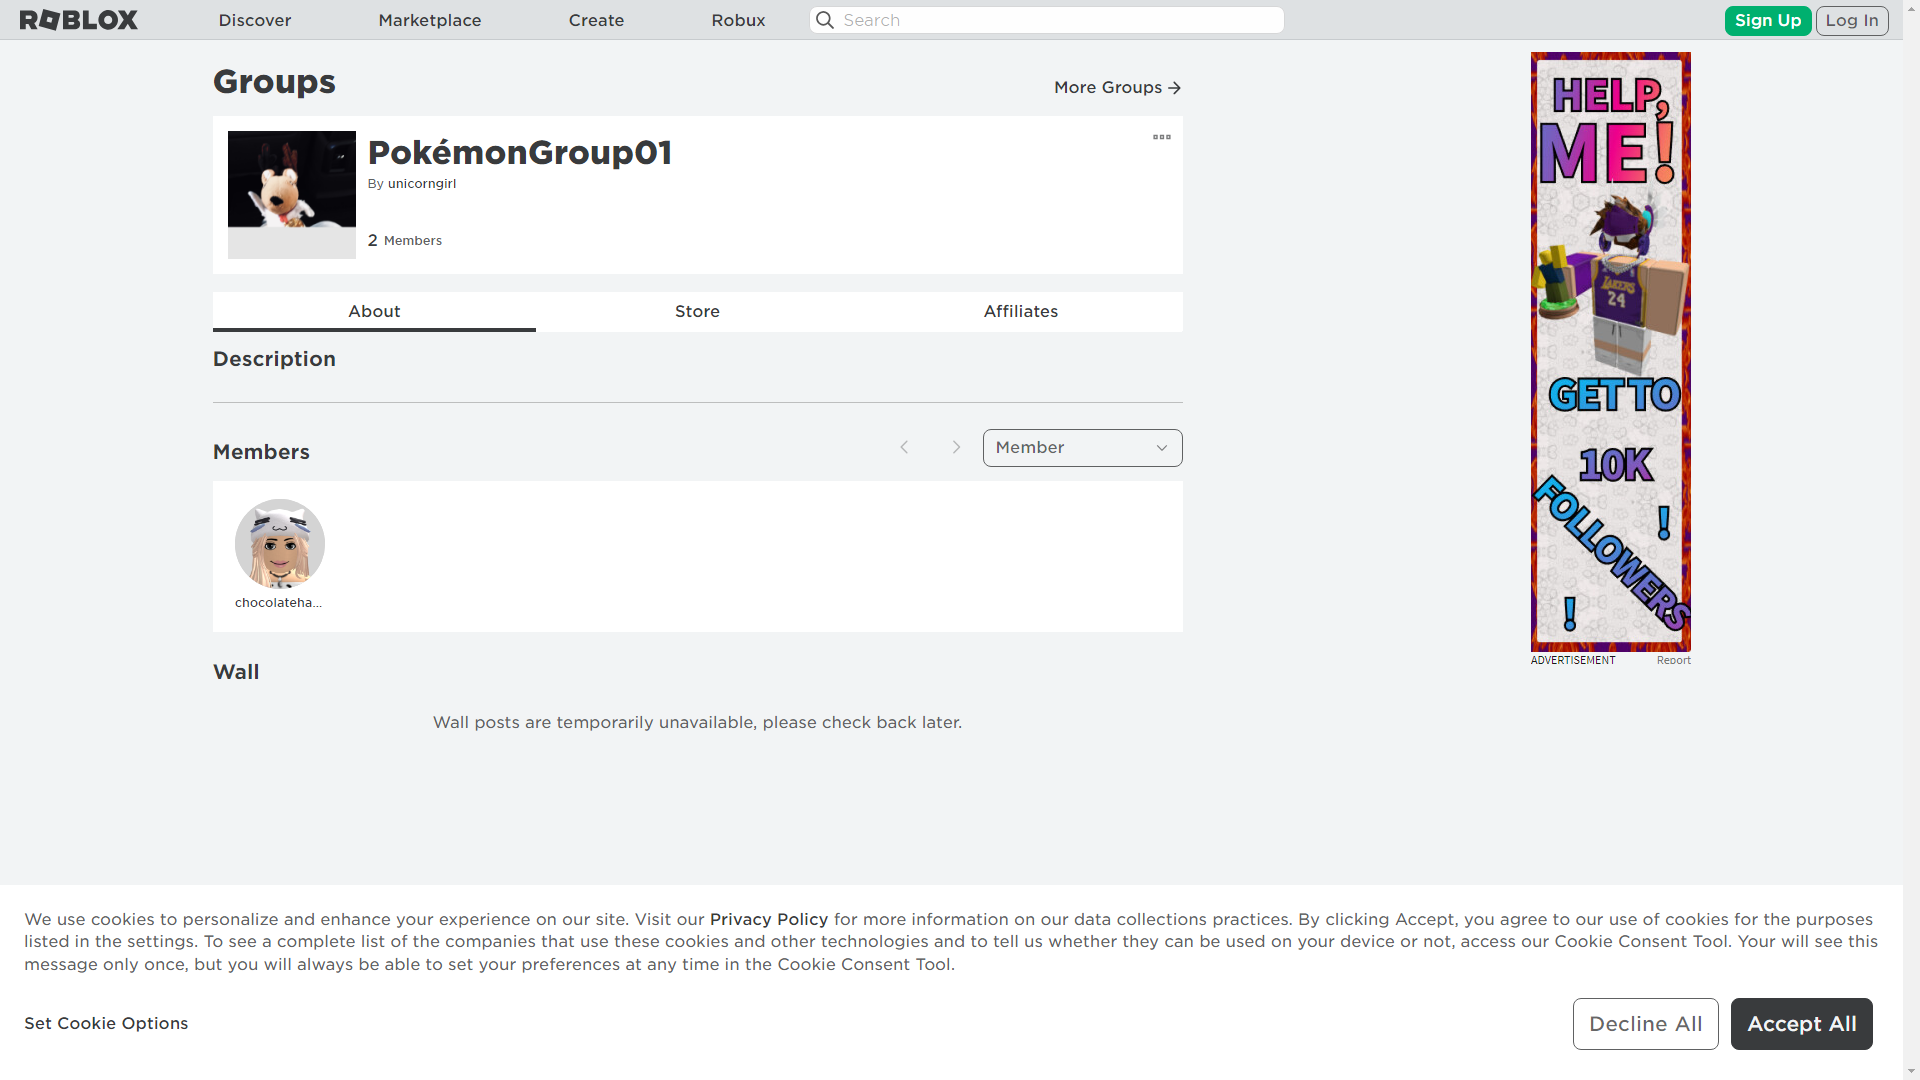 ROBLOX
Discover
Marketplace
Create
Robux
Search
Sign Up
Log In
Groups
More Groups
PokémonGroup01
By unicorngirl
2 Members
About
Store
Affiliates
Description
Members
Member
chocolateha...
Wall
Wall posts are temporarily unavailable, please check back later.
HELP,
ME!
LAKERS
24
GET TO
10K
FOLLOWERS
!
!
ADVERTISEMENT
Report
We use cookies to personalize and enhance your experience on our site. Visit our Privacy Policy for more information on our data collections practices. By clicking Accept, you agree to our use of cookies for the purposes
listed in the settings. To see a complete list of the companies that use these cookies and other technologies and to tell us whether they can be used on your device or not, access our Cookie Consent Tool. Your will see this
message only once, but you will always be able to set your preferences at any time in the Cookie Consent Tool.
Set Cookie Options
Decline All
Accept All